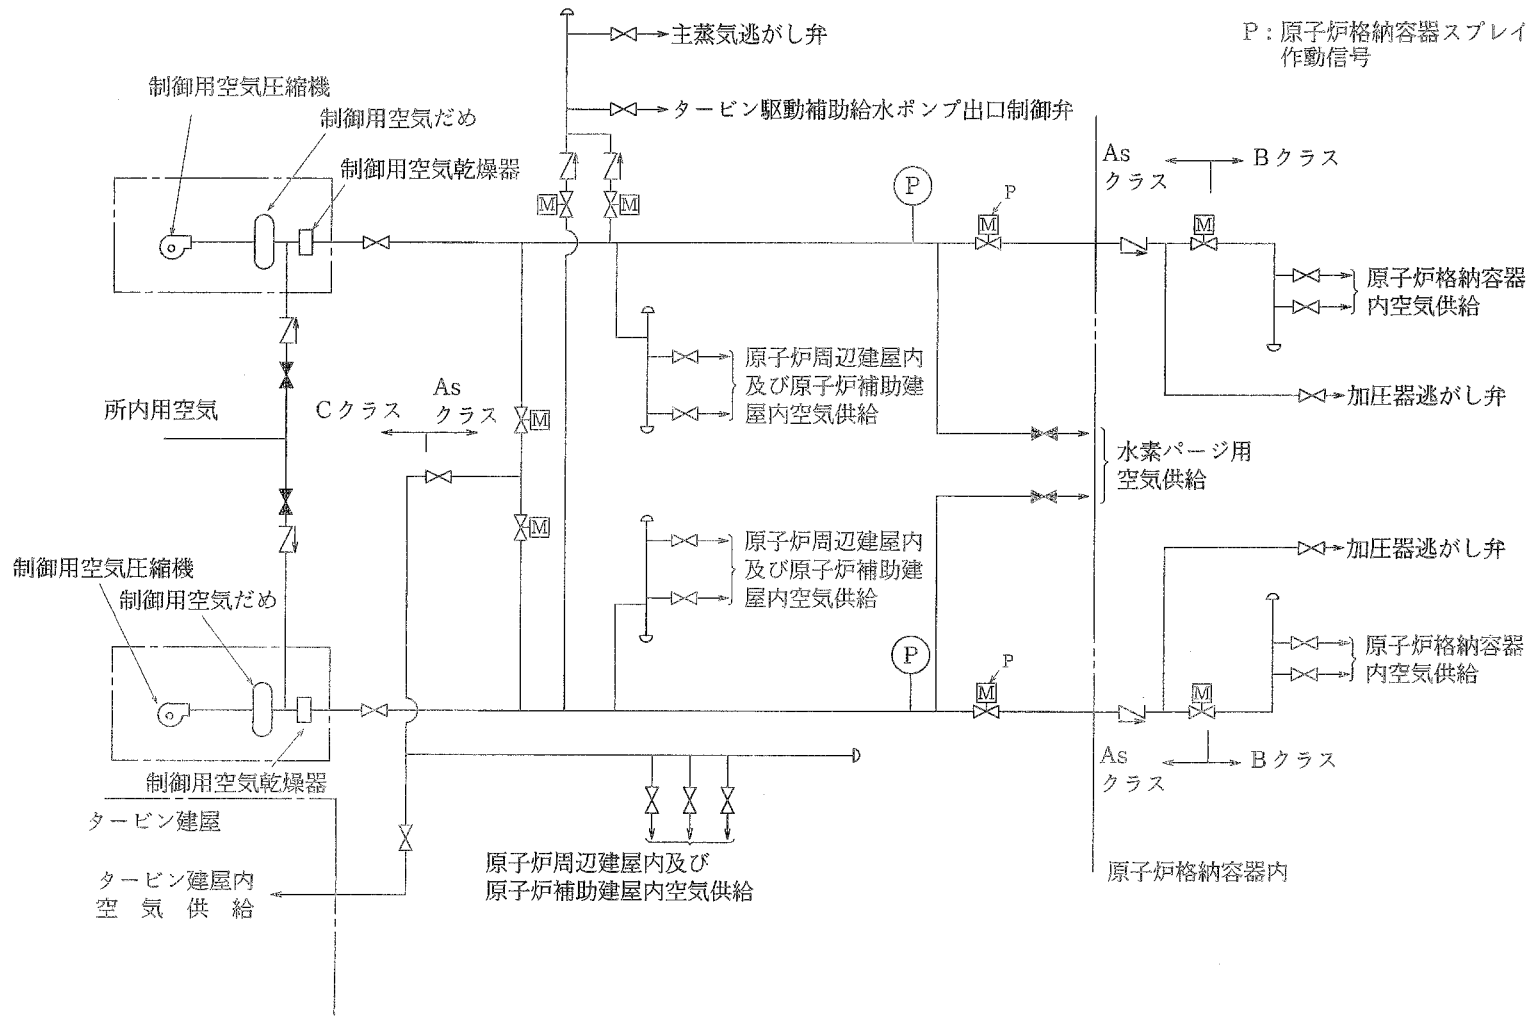 主蒸気逃がし弁
P：原子炉格納容器スプレイ
作動信号
制御用空気圧縮機
制御用空気だめ
タービン駆動補助給水ポンプ出口制御弁
制御用空気乾燥器
As
クラス
Bクラス
P
P
M
M
M
M
原子炉格納容器
内空気供給
原子炉周辺建屋内
及び原子炉補助建
屋内空気供給
加圧器逃がし弁
所内用空気
Cクラス
As
クラス
M
水素パージ用
空気供給
M
原子炉周辺建屋内
及び原子炉補助建
屋内空気供給
加圧器逃がし弁
制御用空気圧縮機
制御用空気だめ
原子炉格納容器
内空気供給
P
P
M
M
制御用空気乾燥器
As
クラス
Bクラス
タービン建屋
原子炉周辺建屋内及び
原子炉補助建屋内空気供給
原子炉格納容器内
タービン建屋内
空気供給